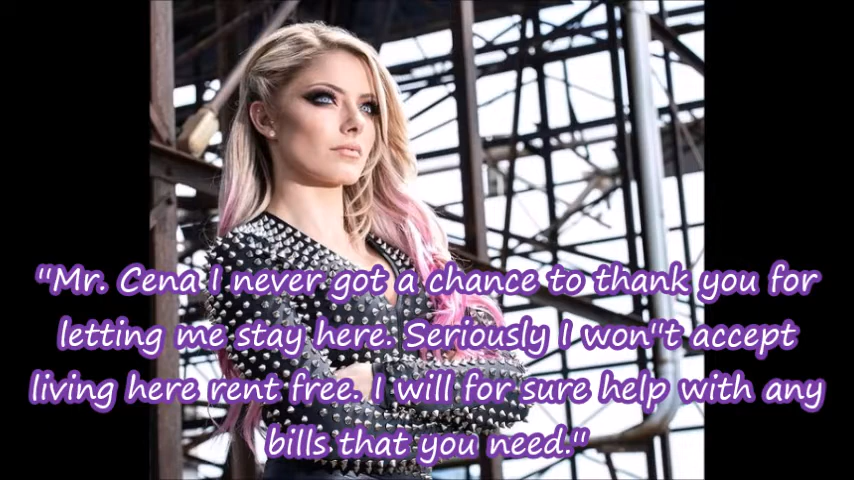 "Mr. Cena I never got a chance to thank you for
letting me stay here. Seriously I won"t accept
living here rent free. I will for sure help with any
bills that you need."